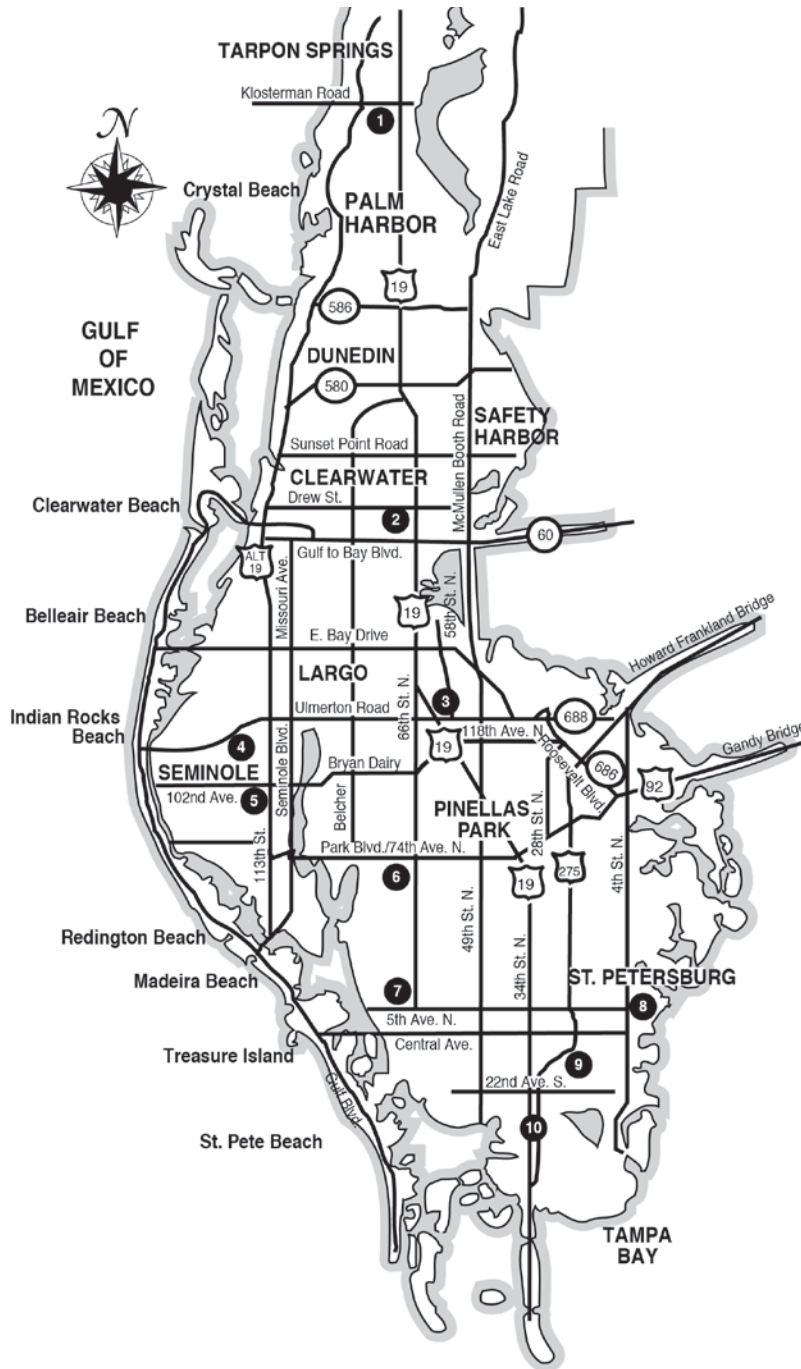 TARPON SPRINGS
Klosterman Road
1
N
Crystal Beach
PALM
HARBOR
East Lake Road
19
586
GULF
OF
MEXICO
DUNEDIN
580
SAFETY
HARBOR
McMullen Booth Road
Sunset Point Road
CLEARWATER
Drew St.
Clearwater Beach
2
60
Gulf to Bay Blvd.
ALT
19
Missouri Ave.
58th St. N.
19
Belleair Beach
E. Bay Drive
Howard Frankland Bridge
LARGO
3
Ulmerton Road
688
Indian Rocks
Beach
66th St. N.
118th Ave. N.
4
19
Gandy Bridge
Seminole Blvd.
Roosevelt Blvd.
686
SEMINOLE
Bryan Dairy
92
102nd Ave.
5
Belcher
PINELLAS
PARK
28th St. N.
113th St.
Park Blvd./74th Ave. N.
4th St. N.
6
19
275
49th St. N.
34th St. N.
Redington Beach
Madeira Beach
7
ST. PETERSBURG
8
5th Ave. N.
Central Ave.
Treasure Island
9
22nd Ave. S.
Gulf Blvd.
10
St. Pete Beach
TAMPA
BAY